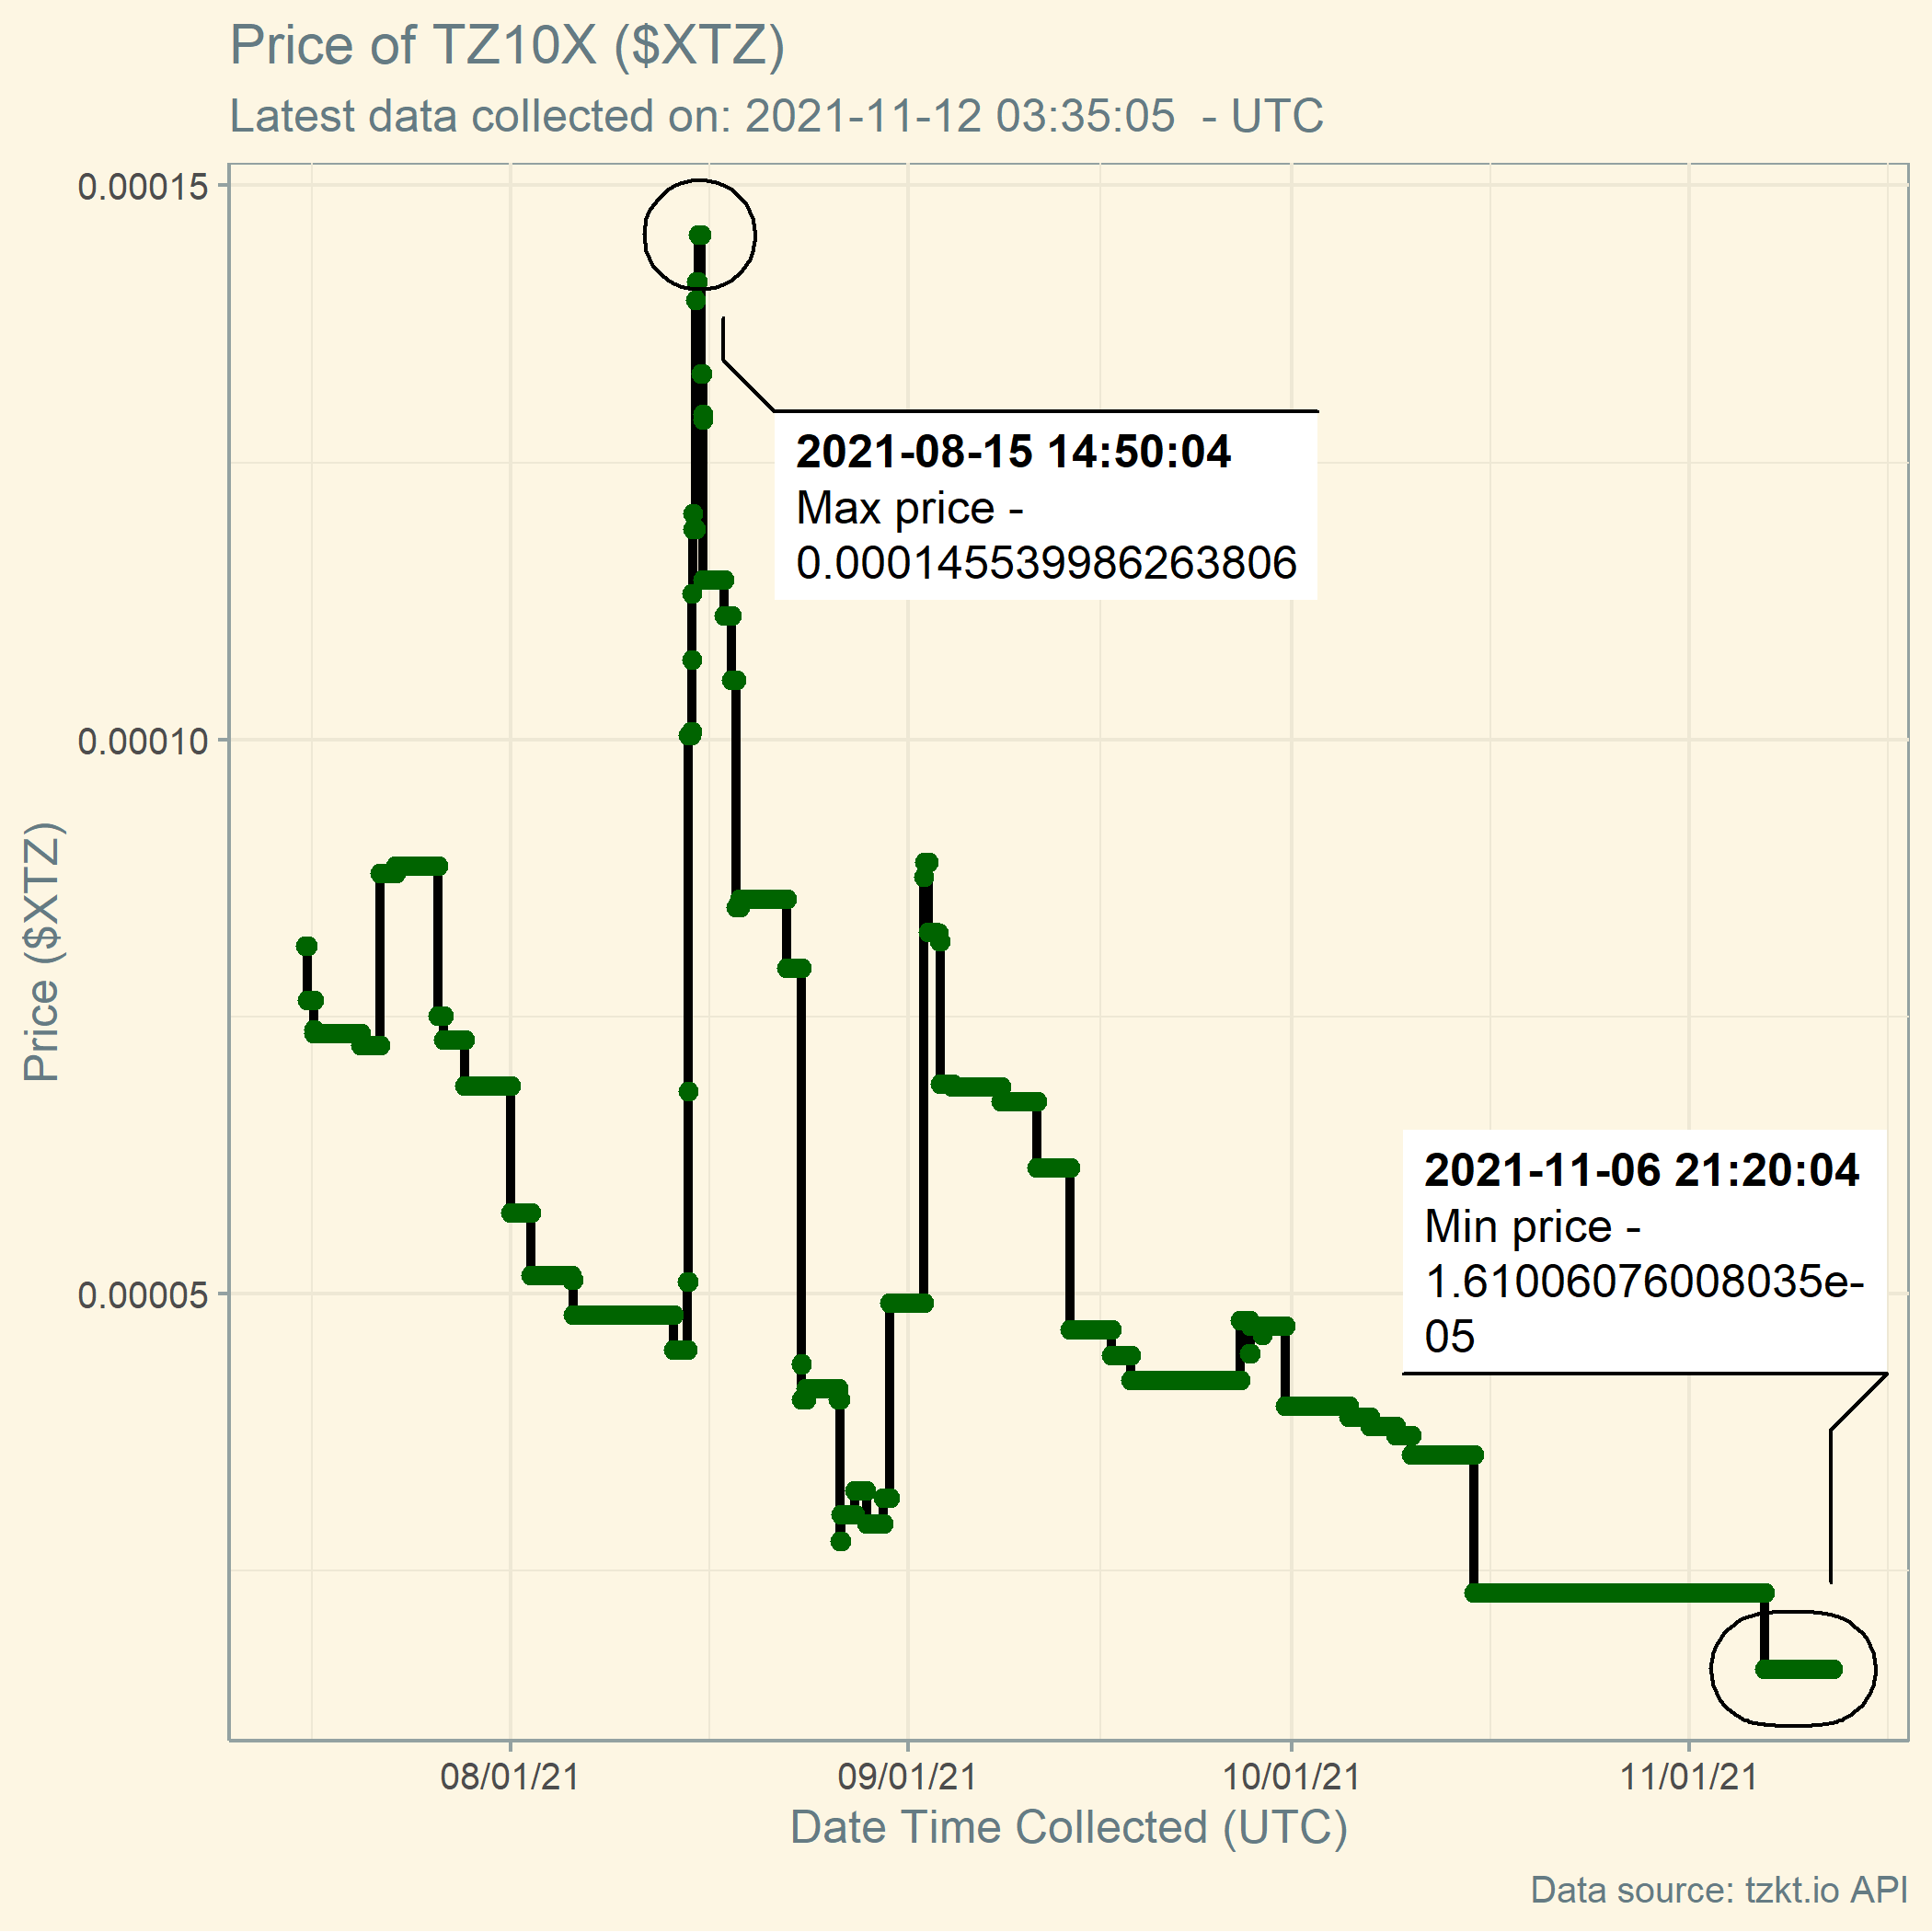 Price of TZ10X ($XTZ)
Latest data collected on: 2021-11-12 03:35:05  - UTC
0.00015
0.00010
0.00005
Price ($XTZ)
2021-08-15 14:50:04
Max price -
0.000145539986263806
2021-11-06 21:20:04
Min price -
1.61006076008035e-
05
08/01/21
09/01/21
10/01/21
11/01/21
Date Time Collected (UTC)
Data source: tzkt.io API